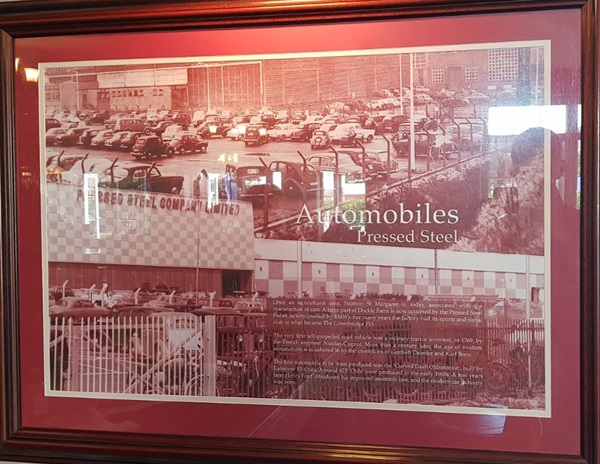 PRESSED STEEL COMPANY LIMITED
Automobiles
Pressed Steel
Once an agricultural area, Stratton St Margaret is, today, associated with the
manufacture of cars. A large part of Dockle Farm is now occupied by the Pressed Steel
Fisher factory (owned by BMW). For many years the factory had its sports and social
club in what became The
The very first self-propelled road vehicle was a military tractor invented, in 1769, by
the French engineer Nicolas Cugnot. More than a century later, the age of modern
is ushered in by the inventions of Gottlieb Daimler and Karl Benz.
The first automobile to be mass produced was the 'Curved Dash Oldsmobile', built by
Ransome Eli Olds. Around 425 'Olds' were produced in the early 1900s. A few years
later Henry Ford introduced his improved assembly line, and the modern car industry
was born.